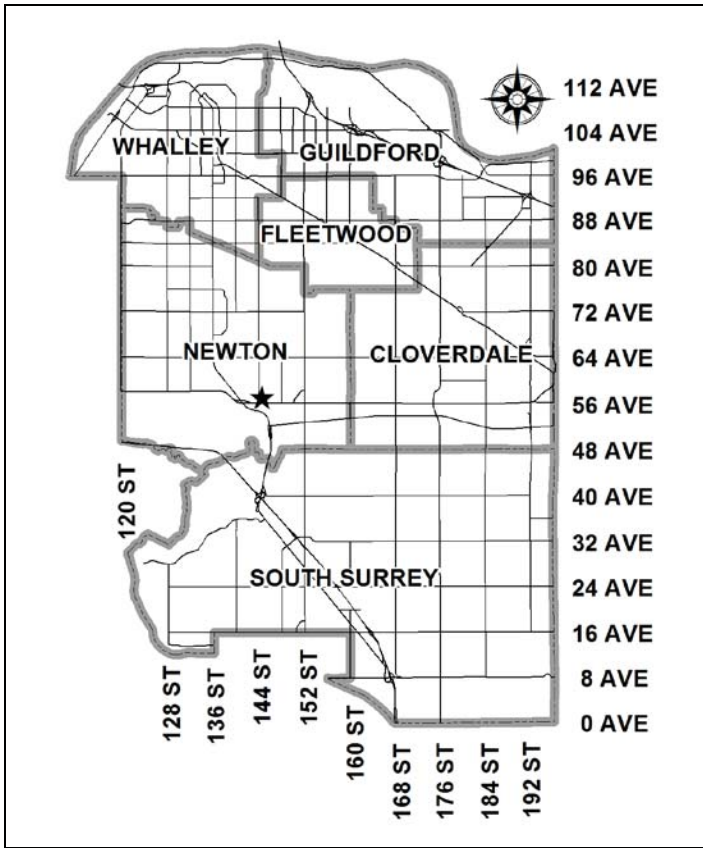 112 AVE
104 AVE
WHALLEY
GUILDFORD
96 AVE
88 AVE
FLEETWOOD
80 AVE
72 AVE
NEWTON
CLOVERDALE
64 AVE
56 AVE
48 AVE
120 ST
40 AVE
32 AVE
SOUTH SURREY
24 AVE
16 AVE
128 ST
136 ST
144 ST
152 ST
160 ST
8 AVE
0 AVE
168 ST
176 ST
184 ST
192 ST